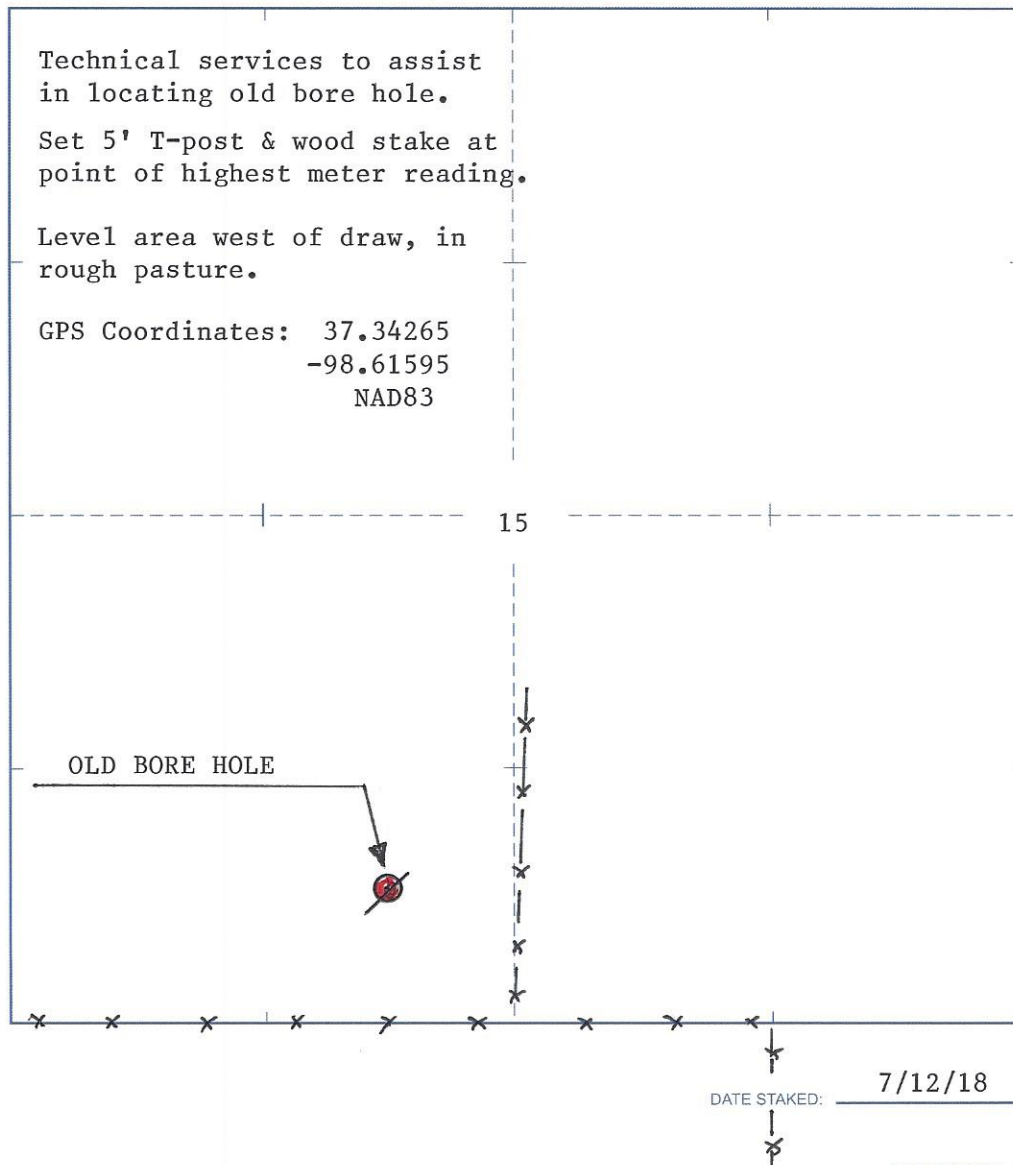 Technical services to assist
in locating old bore hole.
Set 5' T-post & wood stake at
point of highest meter reading.
Level area west of draw, in
rough pasture.
GPS Coordinates: 37.34265
-98.61595
NAD83
15
OLD BORE HOLE
DATE STAKED: 7/12/18